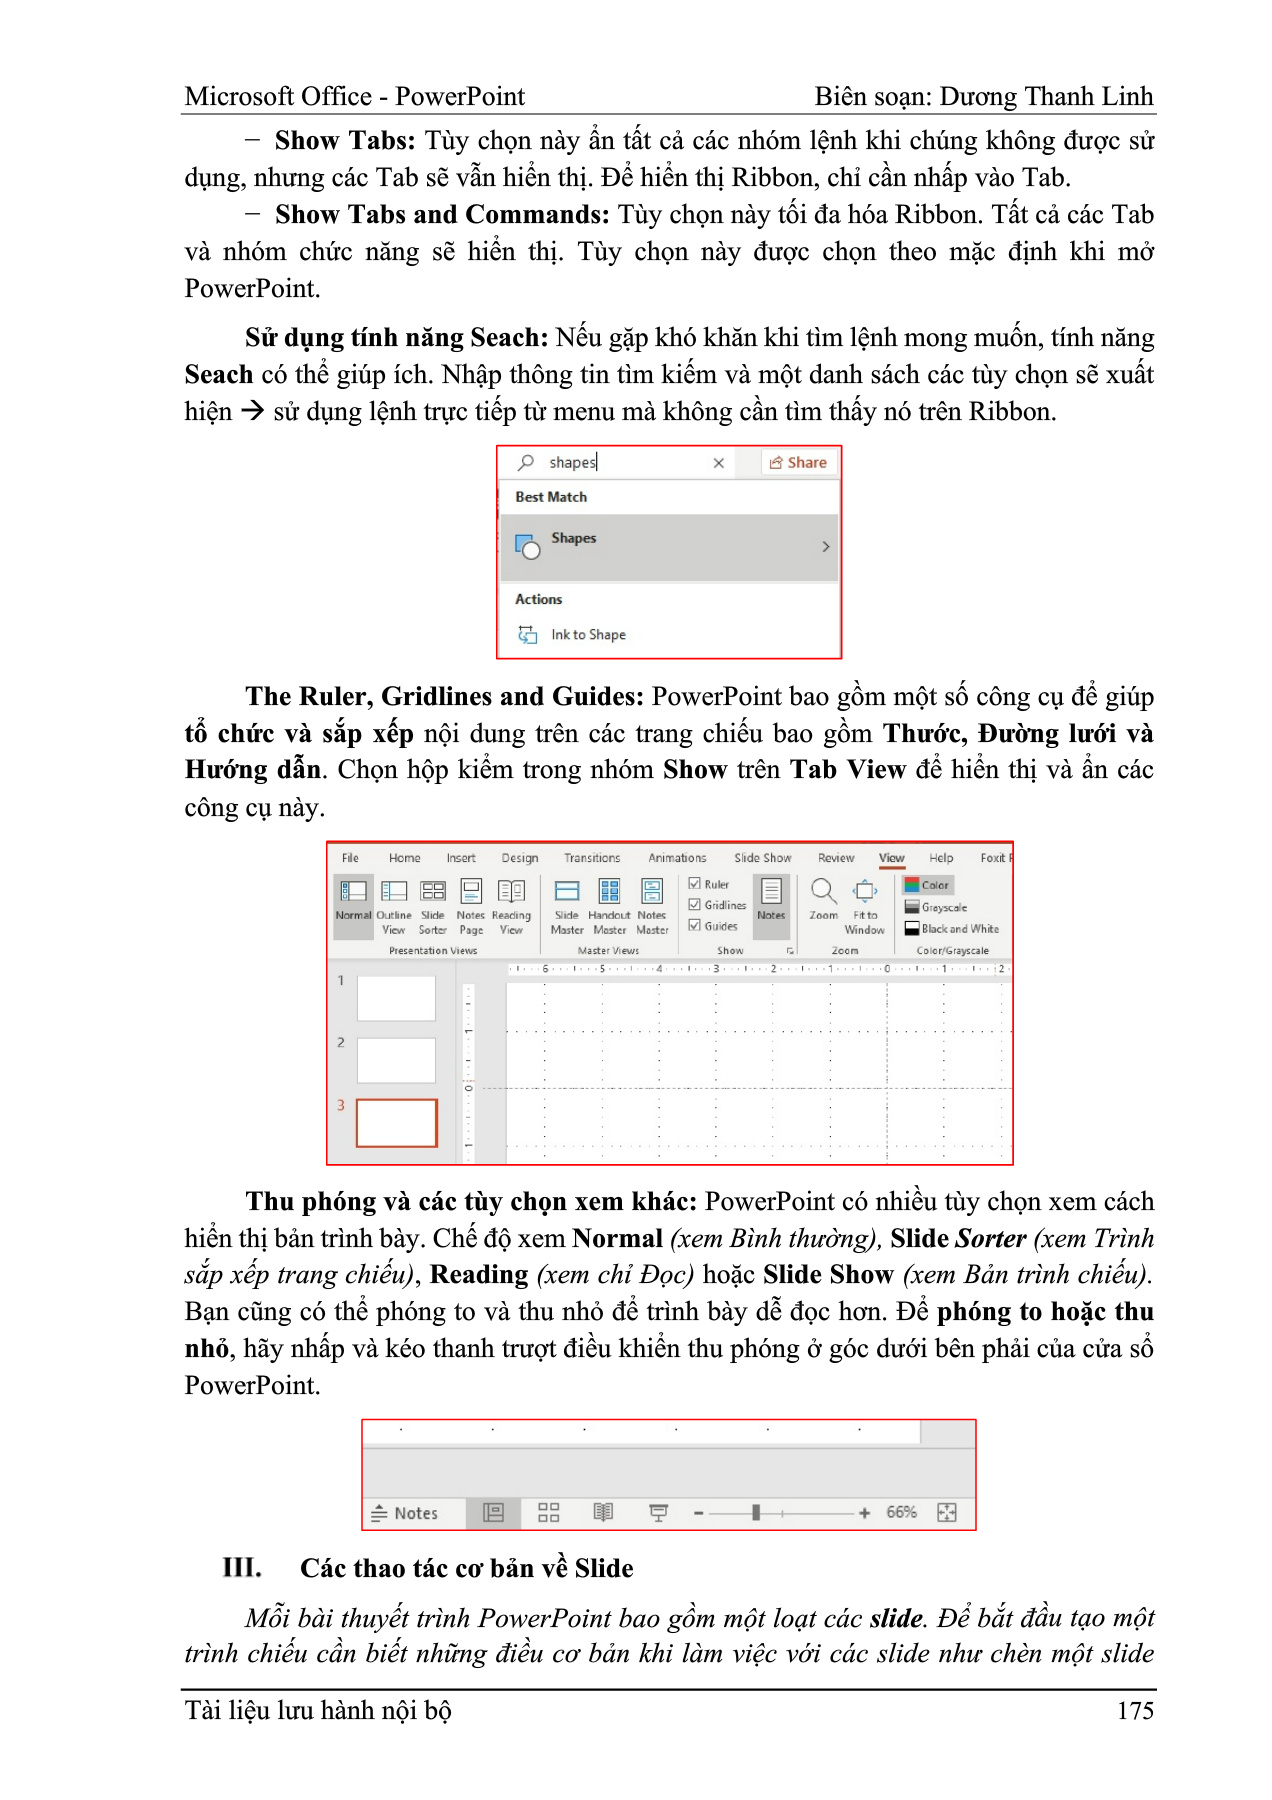 Microsoft Office - PowerPoint Biên soạn: Dương Thanh Linh
− Show Tabs: Tùy chọn này ẩn tất cả các nhóm lệnh khi chúng không được sử
dụng, nhưng các Tab sẽ vẫn hiển thị. Để hiển thị Ribbon, chỉ cần nhấp vào Tab.
− Show Tabs and Commands: Tùy chọn này tối đa hóa Ribbon. Tất cả các Tab
và nhóm chức năng sẽ hiển thị. Tùy chọn này được chọn theo mặc định khi mở
PowerPoint.
Sử dụng tính năng Seach: Nếu gặp khó khăn khi tìm lệnh mong muốn, tính năng
Seach có thể giúp ích. Nhập thông tin tìm kiếm và một danh sách các tùy chọn sẽ xuất
hiện → sử dụng lệnh trực tiếp từ menu mà không cần tìm thấy nó trên Ribbon.
shapes Share
Best Match
Shapes
Actions
Ink to Shape
The Ruler, Gridlines and Guides: PowerPoint bao gồm một số công cụ để giúp
tổ chức và sắp xếp nội dung trên các trang chiếu bao gồm Thước, Đường lưới và
Hướng dẫn. Chọn hộp kiểm trong nhóm Show trên Tab View để hiển thị và ẩn các
công cụ này.
File Home Insert Design Transitions Animations Slide Show Review View Help Foxit F
Ruler Color
Gridlines Grayscale
Normal Outline Slide Notes Reading Slide Handout Notes Notes Zoom Fit to
View Sorter Page View Master Master Master Guides Window Black and White
Presentation Views Master Views Show Zoom Color/Grayscale
6 5 4 3 2 1 0 1 2
1
2
3
1
0
1
Thu phóng và các tùy chọn xem khác: PowerPoint có nhiều tùy chọn xem cách
hiển thị bản trình bày. Chế độ xem Normal (xem Bình thường), Slide Sorter (xem Trình
sắp xếp trang chiếu), Reading (xem chỉ Đọc) hoặc Slide Show (xem Bản trình chiếu).
Bạn cũng có thể phóng to và thu nhỏ để trình bày dễ đọc hơn. Để phóng to hoặc thu
nhỏ, hãy nhấp và kéo thanh trượt điều khiển thu phóng ở góc dưới bên phải của cửa sổ
PowerPoint.
Notes - + 66%
III. Các thao tác cơ bản về Slide
Mỗi bài thuyết trình PowerPoint bao gồm một loạt các slide. Để bắt đầu tạo một
trình chiếu cần biết những điều cơ bản khi làm việc với các slide như chèn một slide
Tài liệu lưu hành nội bộ 175